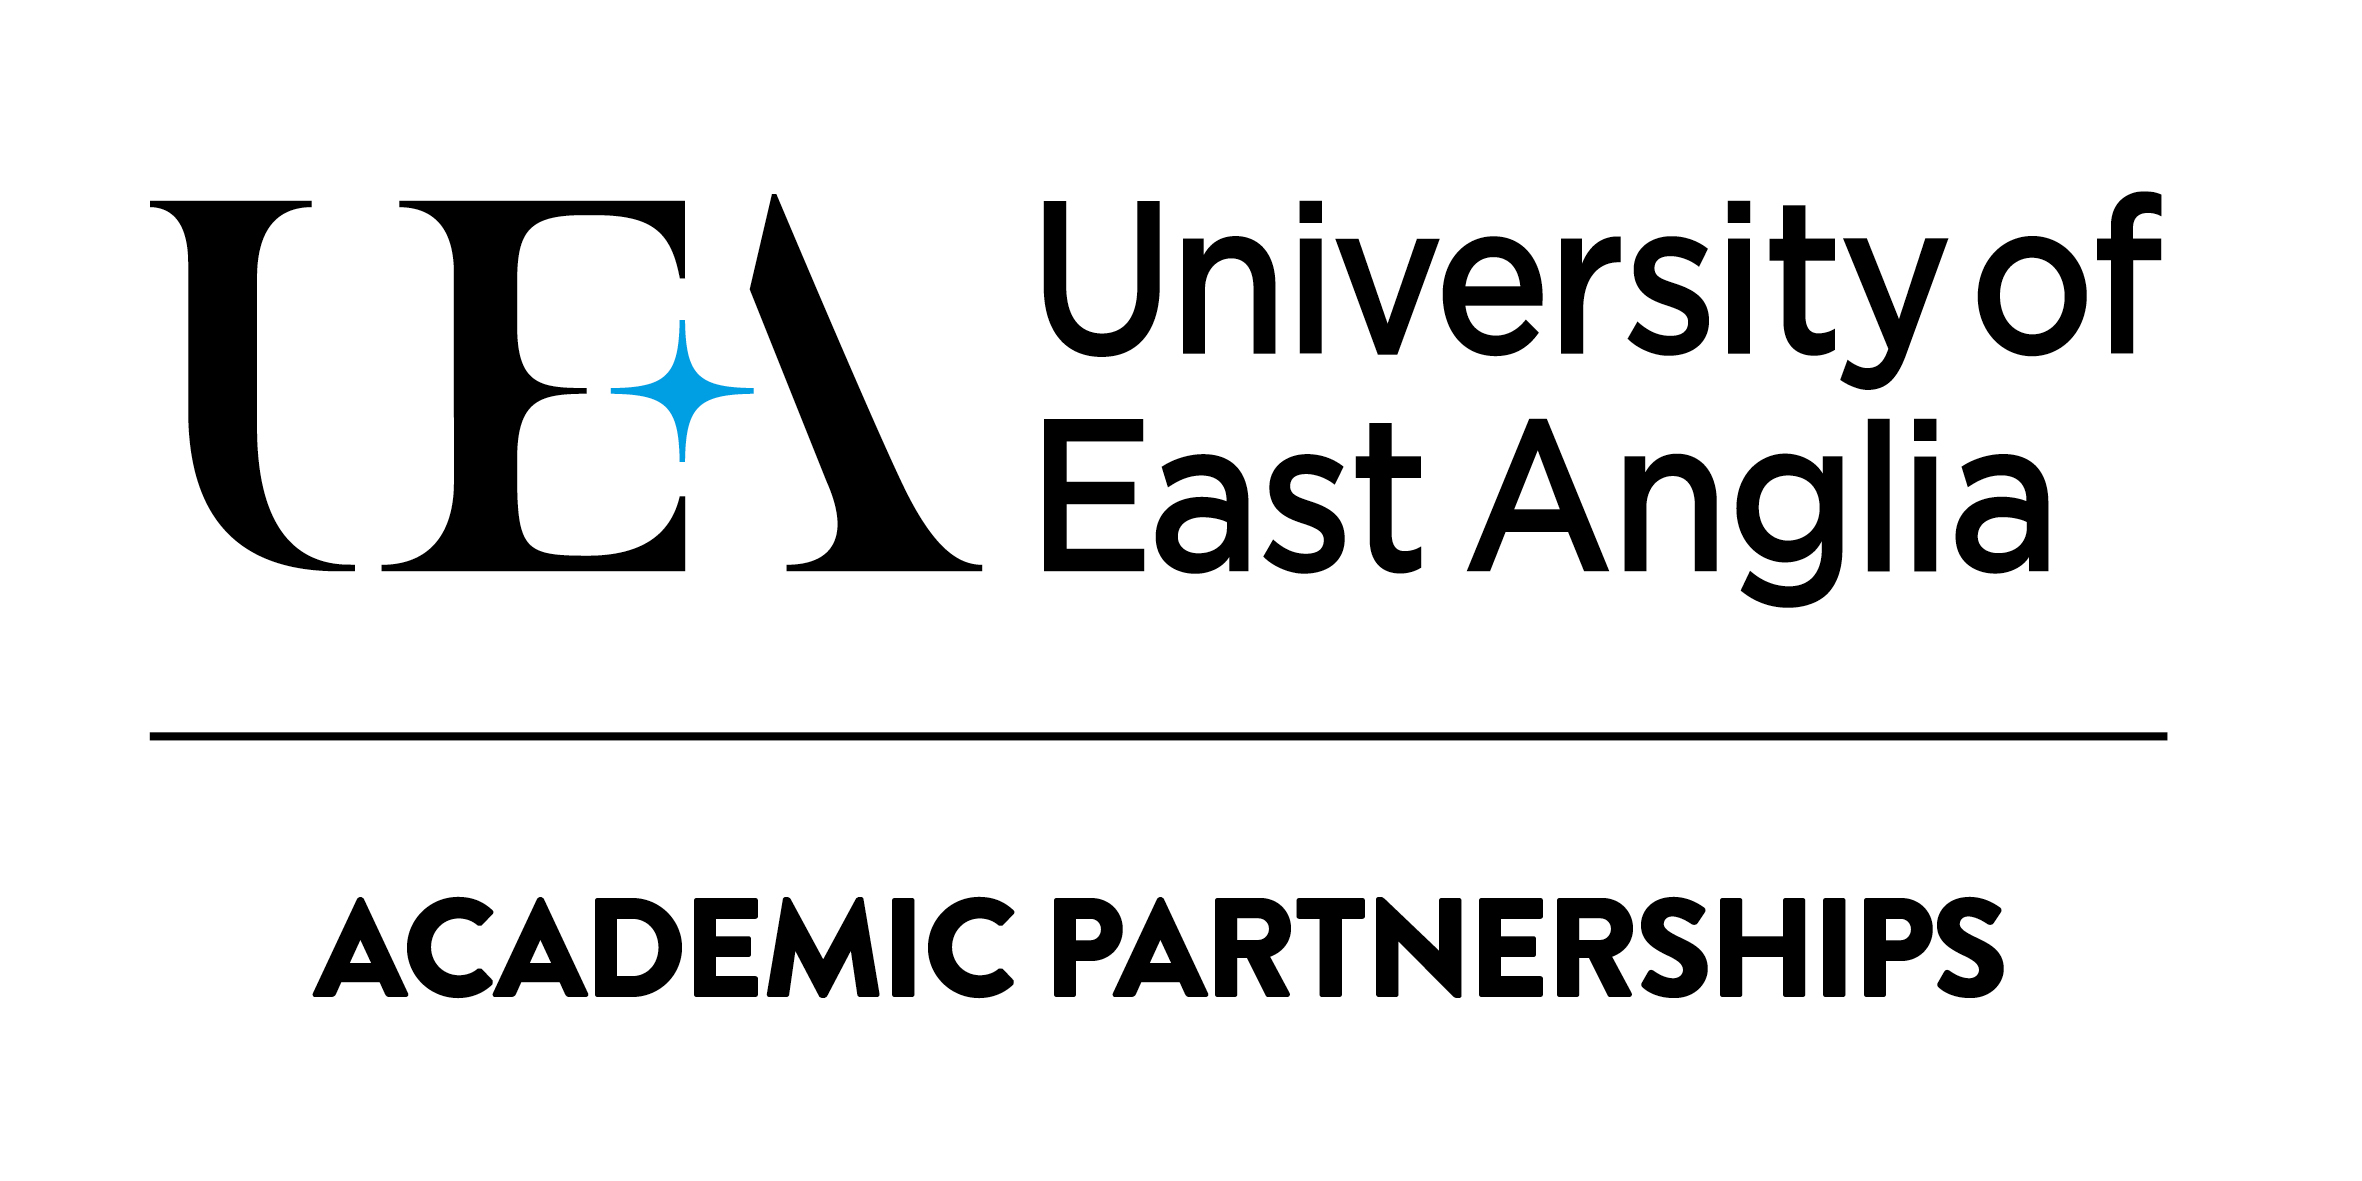 UEA
University of
East Anglia
ACADEMIC PARTNERSHIPS